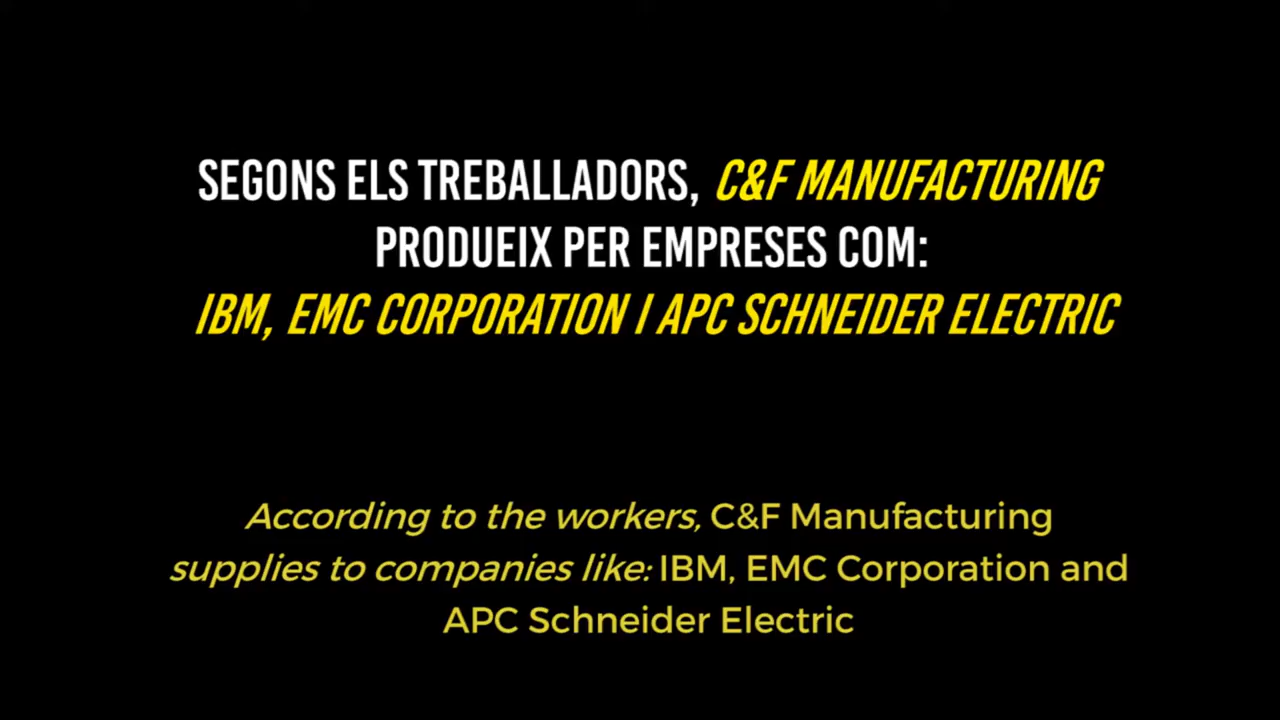 SEGONS ELS TREBALLADORS, C&F MANUFACTURING
PRODUEIX PER EMPRESES COM:
IBM, EMC CORPORATION I APC SCHNEIDER ELECTRIC
According to the workers, C&F Manufacturing
supplies to companies like: IBM, EMC Corporation and
APC Schneider Electric